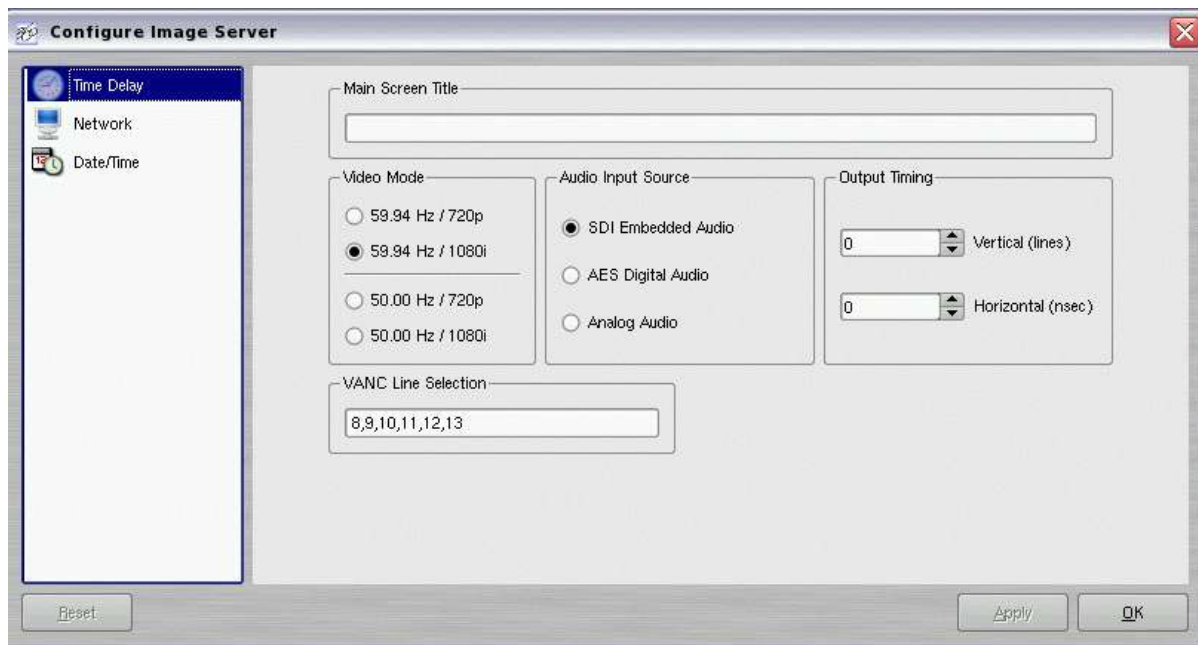 Configure Image Server
Time Delay
Network
Date/Time
Main Screen Title
Video Mode
59.94 Hz / 720p
59.94 Hz / 1080i
50.00 Hz / 720p
50.00 Hz / 1080i
Audio Input Source
SDI Embedded Audio
AES Digital Audio
Analog Audio
Output Timing
0 Vertical (lines)
0 Horizontal (nsec)
VANC Line Selection
8,9,10,11,12,13
Reset
Apply
OK